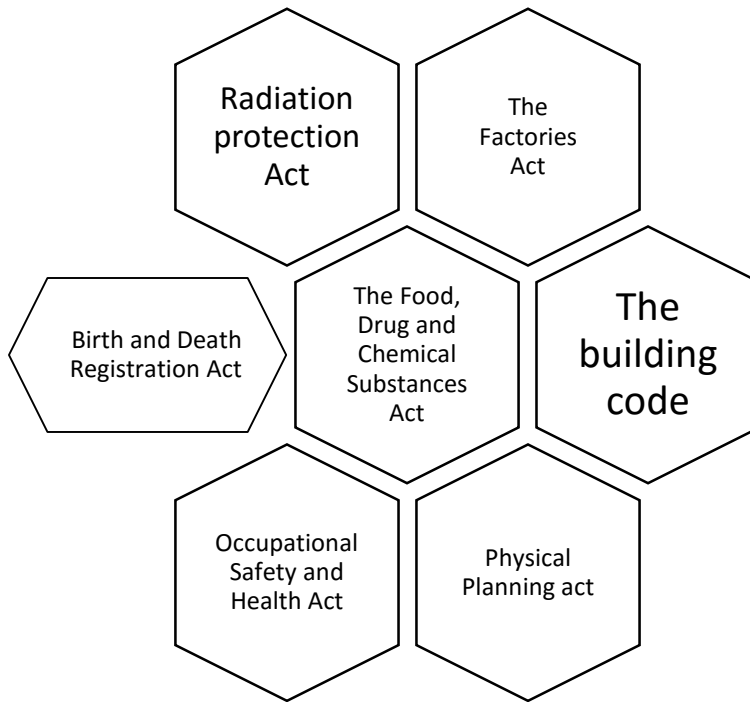 Radiation
protection
Act
The
Factories
Act
Birth and Death
Registration Act
The Food,
Drug and
Chemical
Substances
Act
The
building
code
Occupational
Safety and
Health Act
Physical
Planning act